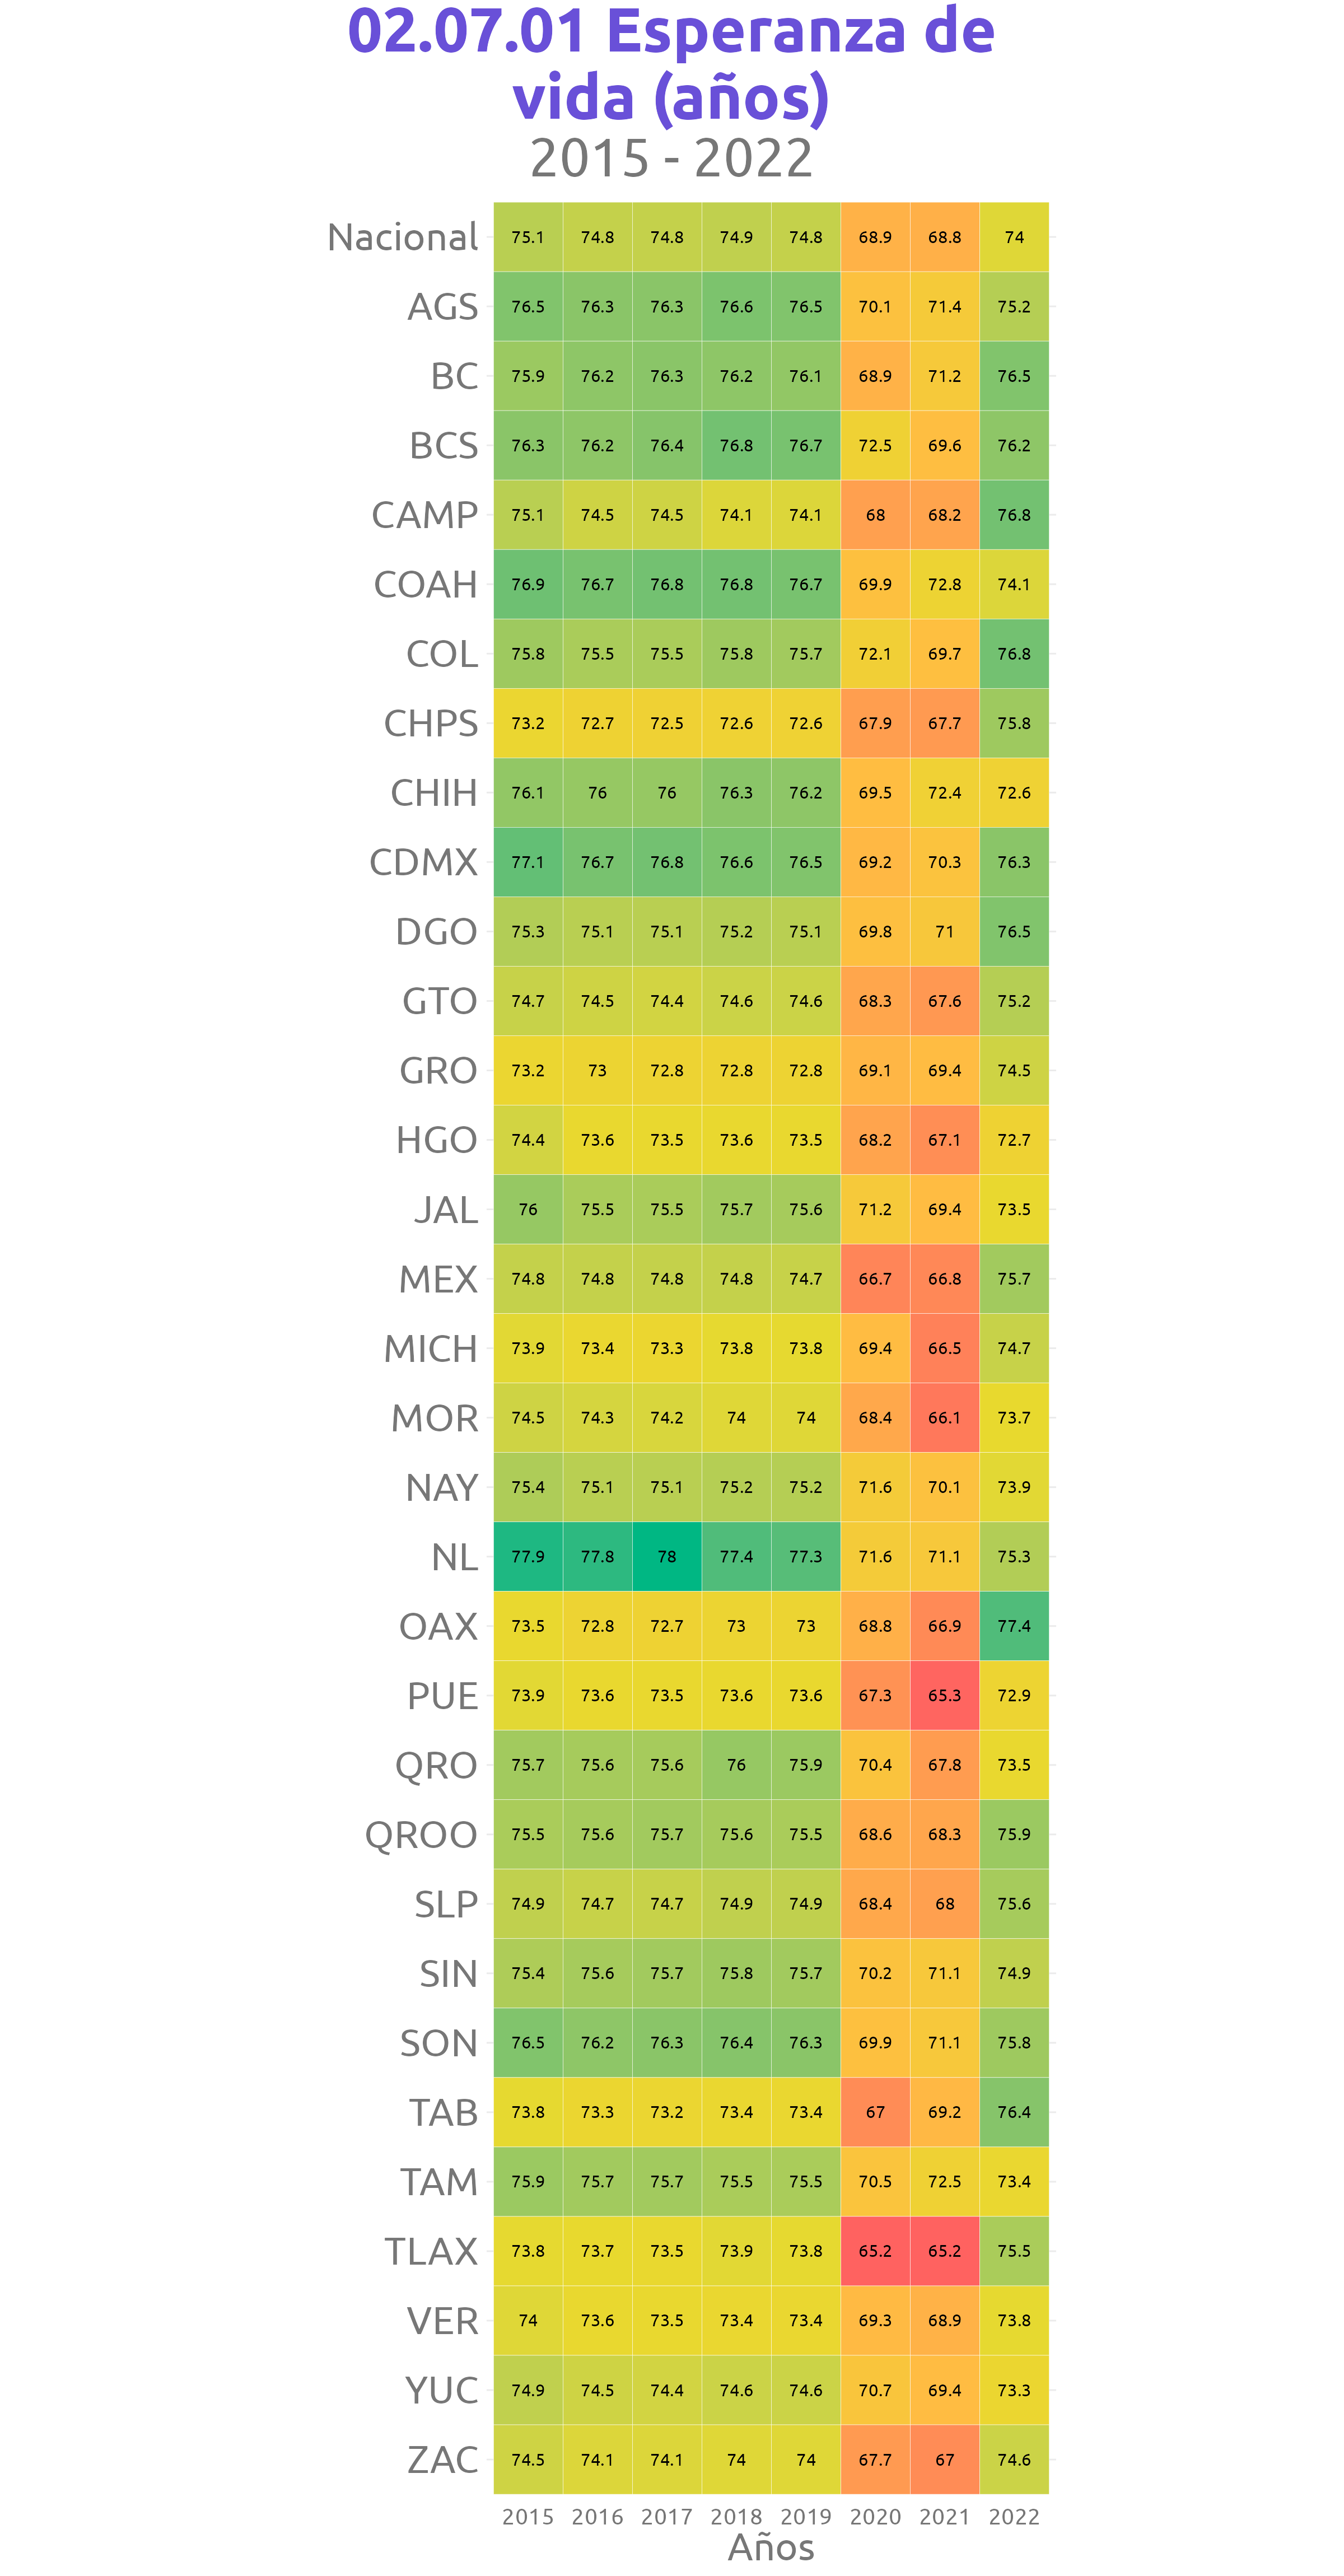 02.07.01 Esperanza de
vida (años)
2015 - 2022
Nacional 75.1 74.8 74.8 74.9 74.8 68.9 68.8 74
AGS 76.5 76.3 76.3 76.6 76.5 70.1 71.4 75.2
BC 75.9 76.2 76.3 76.2 76.1 68.9 71.2 76.5
BCS 76.3 76.2 76.4 76.8 76.7 72.5 69.6 76.2
CAMP 75.1 74.5 74.5 74.1 74.1 68 68.2 76.8
COAH 76.9 76.7 76.8 76.8 76.7 69.9 72.8 74.1
COL 75.8 75.5 75.5 75.8 75.7 72.1 69.7 76.8
CHPS 73.2 72.7 72.5 72.6 72.6 67.9 67.7 75.8
CHIH 76.1 76 76 76.3 76.2 69.5 72.4 72.6
CDMX 77.1 76.7 76.8 76.6 76.5 69.2 70.3 76.3
DGO 75.3 75.1 75.1 75.2 75.1 69.8 71 76.5
GTO 74.7 74.5 74.4 74.6 74.6 68.3 67.6 75.2
GRO 73.2 73 72.8 72.8 72.8 69.1 69.4 74.5
HGO 74.4 73.6 73.5 73.6 73.5 68.2 67.1 72.7
JAL 76 75.5 75.5 75.7 75.6 71.2 69.4 73.5
MEX 74.8 74.8 74.8 74.8 74.7 66.7 66.8 75.7
MICH 73.9 73.4 73.3 73.8 73.8 69.4 66.5 74.7
MOR 74.5 74.3 74.2 74 74 68.4 66.1 73.7
NAY 75.4 75.1 75.1 75.2 75.2 71.6 70.1 73.9
NL 77.9 77.8 78 77.4 77.3 71.6 71.1 75.3
OAX 73.5 72.8 72.7 73 73 68.8 66.9 77.4
PUE 73.9 73.6 73.5 73.6 73.6 67.3 65.3 72.9
QRO 75.7 75.6 75.6 76 75.9 70.4 67.8 73.5
QROO 75.5 75.6 75.7 75.6 75.5 68.6 68.3 75.9
SLP 74.9 74.7 74.7 74.9 74.9 68.4 68 75.6
SIN 75.4 75.6 75.7 75.8 75.7 70.2 71.1 74.9
SON 76.5 76.2 76.3 76.4 76.3 69.9 71.1 75.8
TAB 73.8 73.3 73.2 73.4 73.4 67 69.2 76.4
TAM 75.9 75.7 75.7 75.5 75.5 70.5 72.5 73.4
TLAX 73.8 73.7 73.5 73.9 73.8 65.2 65.2 75.5
VER 74 73.6 73.5 73.4 73.4 69.3 68.9 73.8
YUC 74.9 74.5 74.4 74.6 74.6 70.7 69.4 73.3
ZAC 74.5 74.1 74.1 74 74 67.7 67 74.6
2015 2016 2017 2018 2019 2020 2021 2022
Años